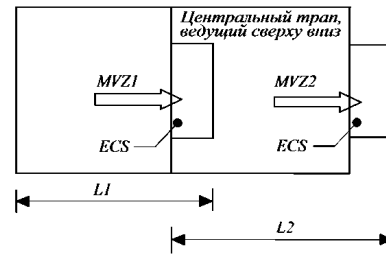 Центральный трап,
ведущий сверху вниз
MVZ1
MVZ2
ECS
ECS
L1
L2